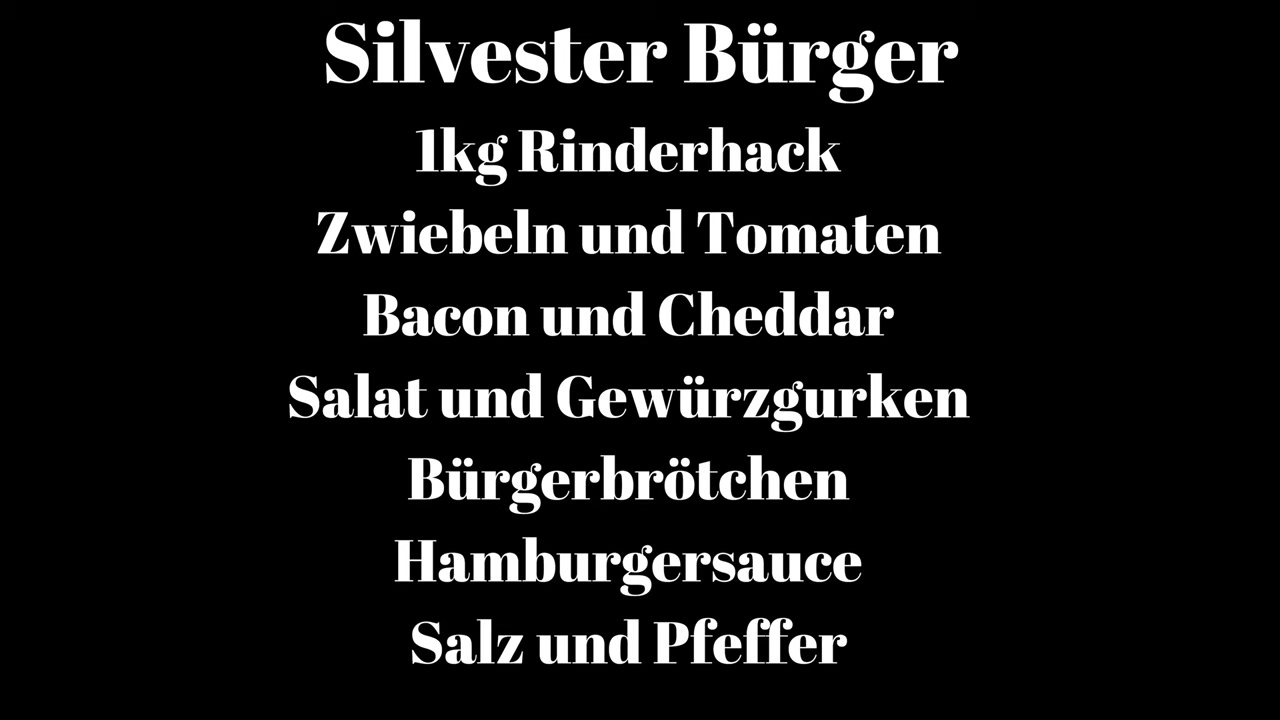 Silvester Bürger
1kg Rinderhack
Zwiebeln und Tomaten
Bacon und Cheddar
Salat und Gewürzgurken
Bürgerbrötchen
Hamburgersauce
Salz und Pfeffer